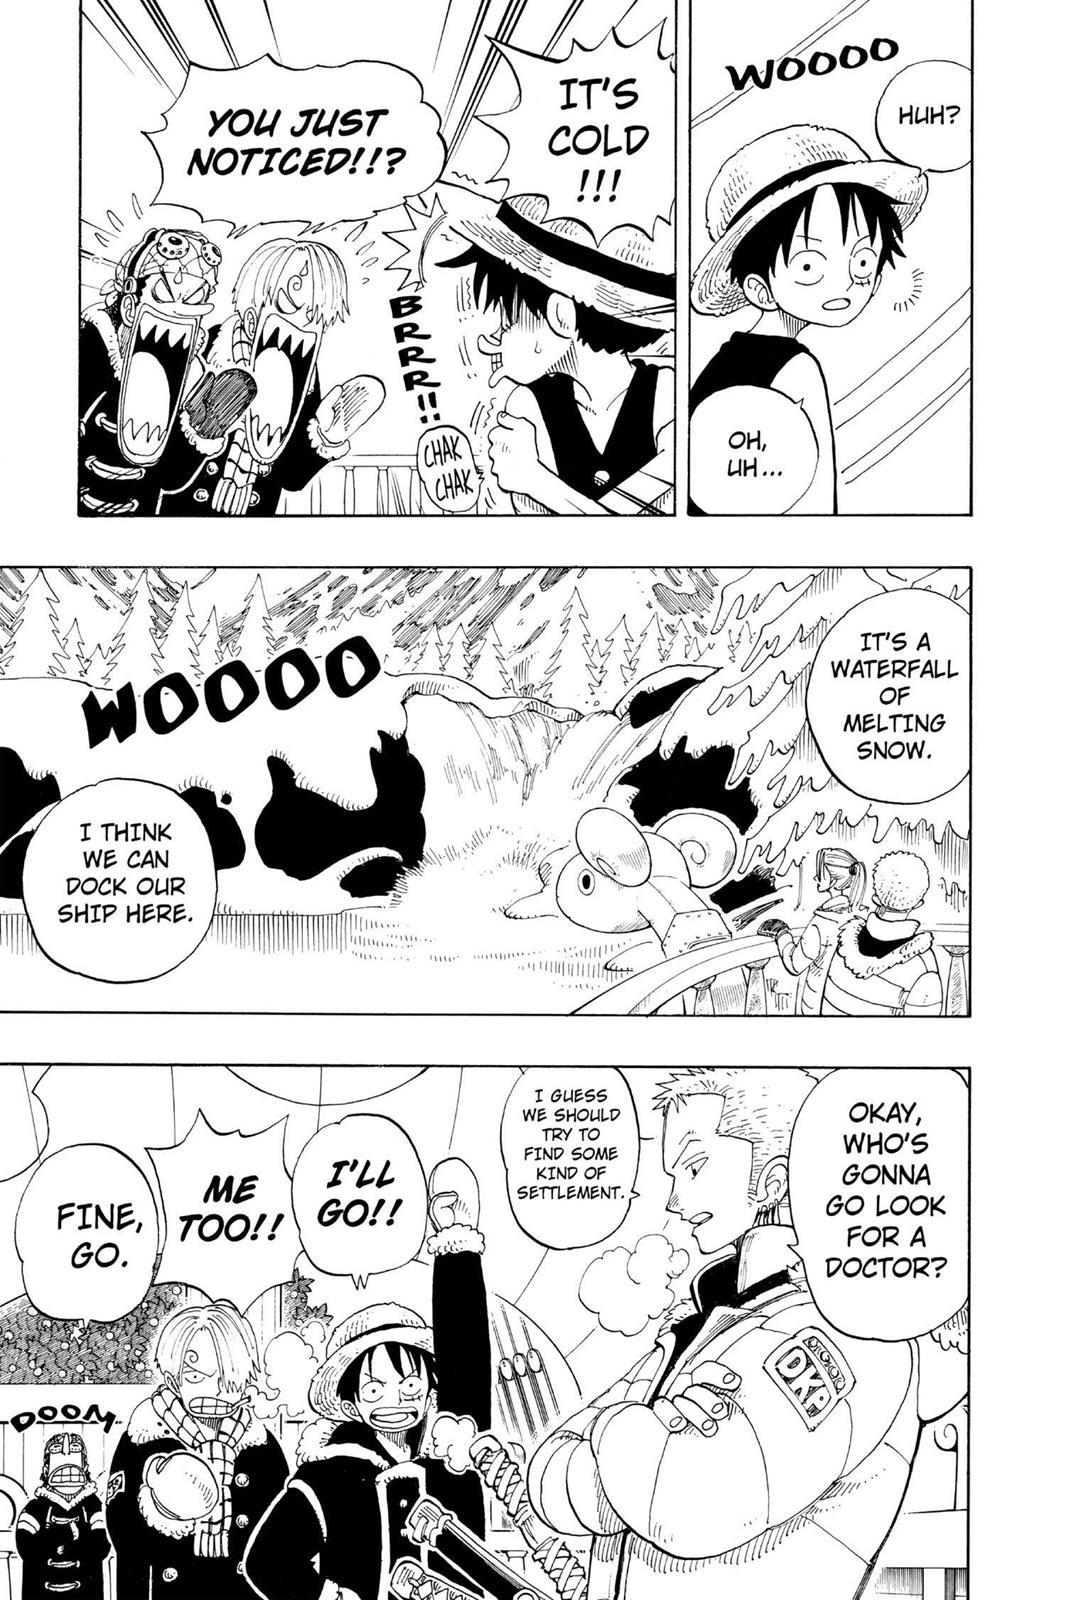 WOOOO
HUH?
OH,
UH...
IT'S
COLD
!!!
YOU JUST
NOTICED!!?
BRRR!!
CHAK
CHAK
IT'S A
WATERFALL
OF
MELTING
SNOW.
WOOOO
I THINK
WE CAN
DOCK OUR
SHIP HERE.
OKAY,
WHO'S
GONNA
GO LOOK
FOR A
DOCTOR?
I GUESS
WE SHOULD
TRY TO
FIND SOME
KIND OF
SETTLEMENT.
I'LL
GO!!
ME
TOO!!
FINE,
GO.
DOOM